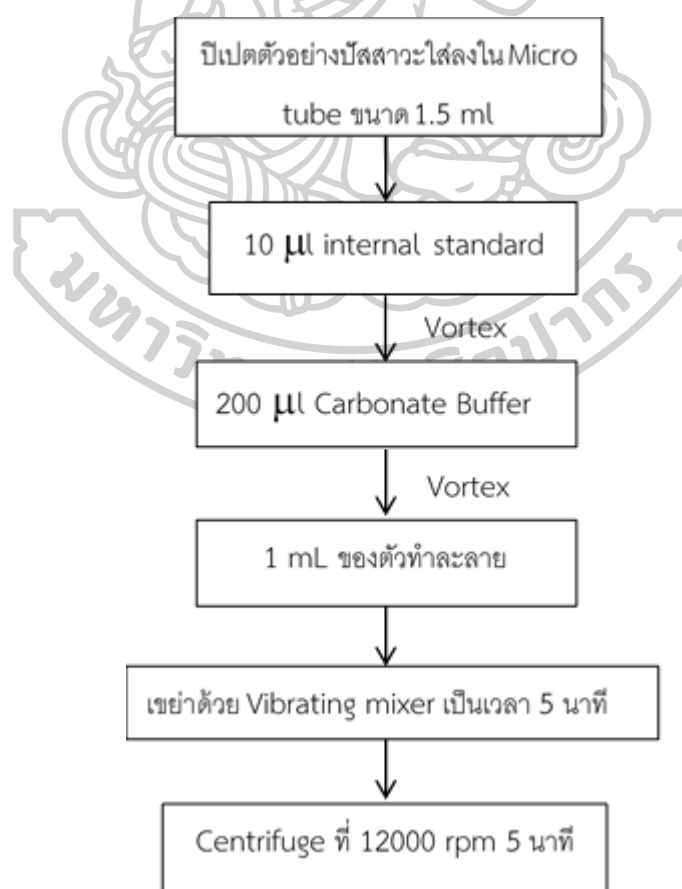 ปิเปตตัวอย่างปัสสาวะใส่ลงใน Micro
tube ขนาด 1.5 ml
10 µl internal standard
Vortex
200 µl Carbonate Buffer
Vortex
1 mL ของตัวทำละลาย
เขย่าด้วย Vibrating mixer เป็นเวลา 5 นาที
Centrifuge ที่ 12000 rpm 5 นาที